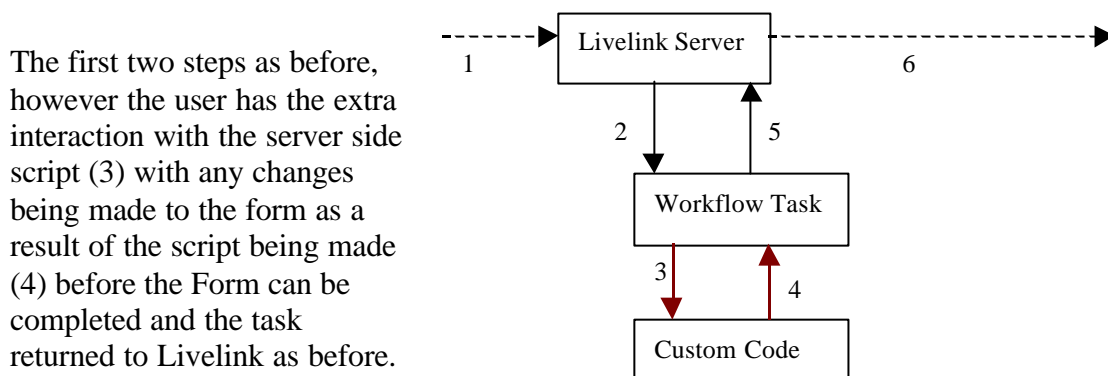 The first two steps as before,
however the user has the extra
interaction with the server side
script (3) with any changes
being made to the form as a
result of the script being made
(4) before the Form can be
completed and the task
returned to Livelink as before.
Livelink Server
1
6
2
5
Workflow Task
3
4
Custom Code